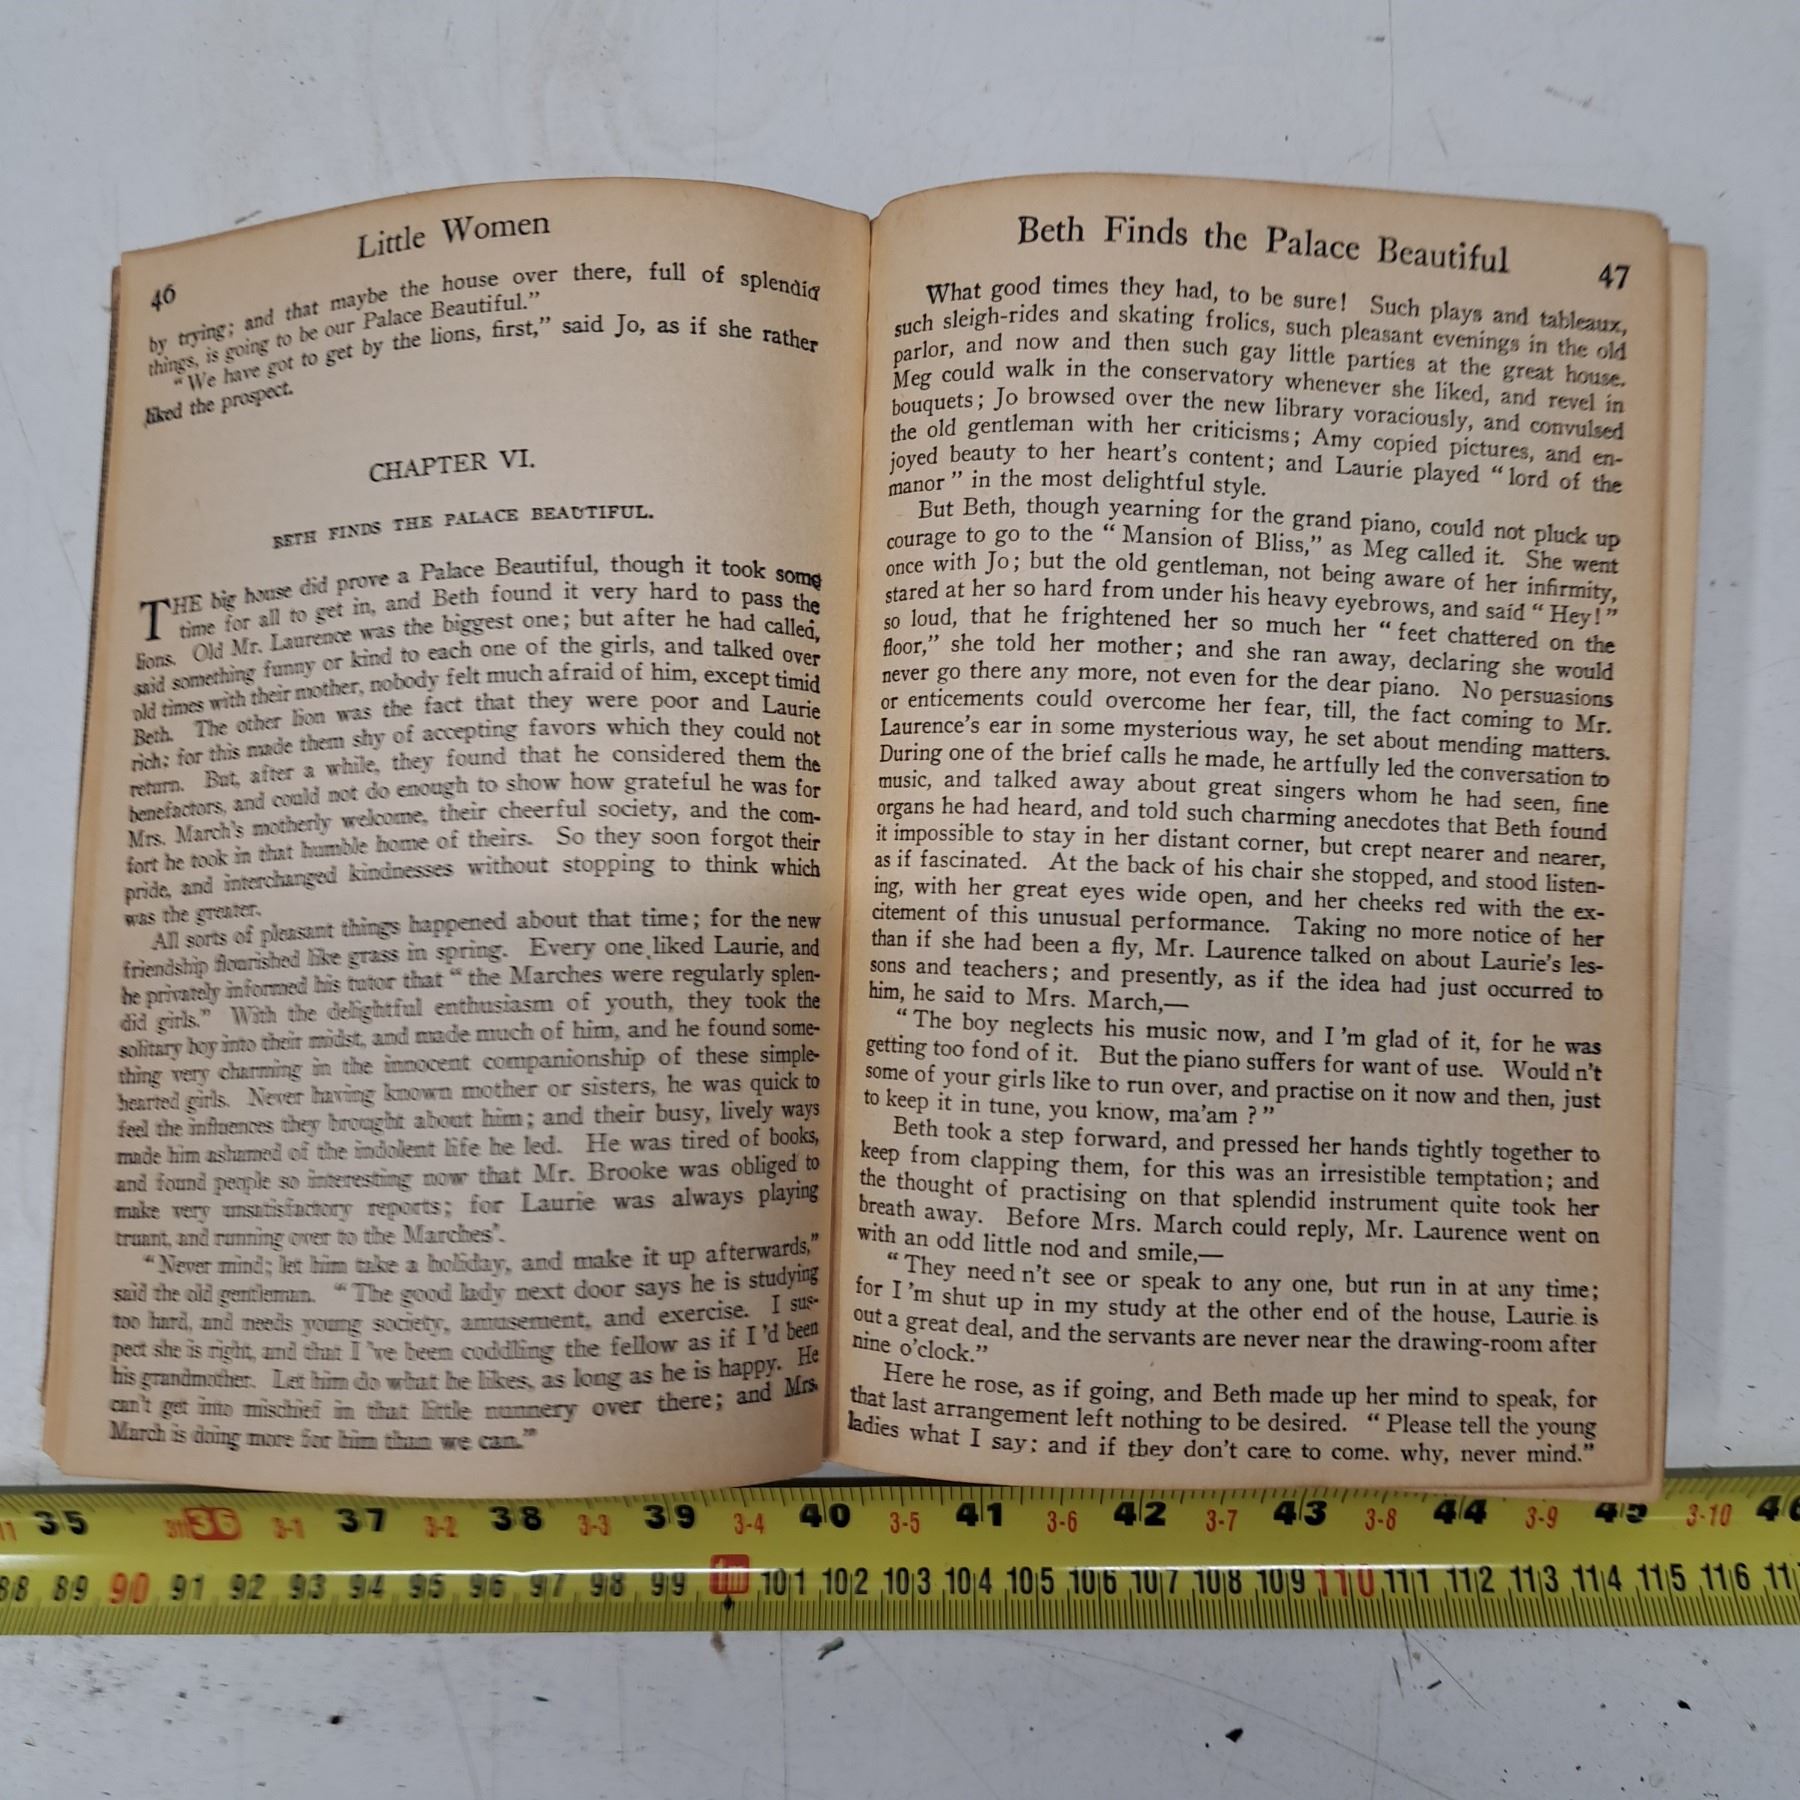 46
Little Women
by trying; and that maybe the house over there, full of splendid
things, is going to be our Palace Beautiful."
"We have got to get by the lions, first," said Jo, as if she rather
liked the prospect.
CHAPTER VI.
BETH FINDS THE PALACE BEAUTIFUL.
THE big house did prove a Palace Beautiful, though it took some
time for all to get in, and Beth found it very hard to pass the
lions. Old Mr. Laurence was the biggest one; but after he had called,
said something funny or kind to each one of the girls, and talked over
old times with their mother, nobody felt much afraid of him, except timid
Beth. The other lion was the fact that they were poor and Laurie
rich; for this made them shy of accepting favors which they could not
return. But, after a while, they found that he considered them the
benefactors, and could not do enough to show how grateful he was for
Mrs. March's motherly welcome, their cheerful society, and the com-
fort he took in that humble home of theirs. So they soon forgot their
pride, and interchanged kindnesses without stopping to think which
was the greater.
All sorts of pleasant things happened about that time; for the new
friendship flourished like grass in spring. Every one liked Laurie, and
he privately informed his tutor that "the Marches were regularly splen-
did girls." With the delightful enthusiasm of youth, they took the
solitary boy into their midst, and made much of him, and he found some-
thing very charming in the innocent companionship of these simple-
hearted girls. Never having known mother or sisters, he was quick to
feel the influences they brought about him; and their busy, lively ways
made him ashamed of the indolent life he led. He was tired of books,
and found people so interesting now that Mr. Brooke was obliged to
make very unsatisfactory reports; for Laurie was always playing
truant, and running over to the Marches'.
"Never mind; let him take a holiday, and make it up afterwards,"
said the old gentleman. "The good lady next door says he is studying
too hard, and needs young society, amusement, and exercise. I sus-
pect she is right, and that I 've been coddling the fellow as if I 'd been
his grandmother. Let him do what he likes, as long as he is happy. He
can't get into mischief in that little nunnery over there; and Mrs.
March is doing more for him than we can."
Beth Finds the Palace Beautiful
47
What good times they had, to be sure! Such plays and tableaux,
such sleigh-rides and skating frolics, such pleasant evenings in the old
parlor, and now and then such gay little parties at the great house.
Meg could walk in the conservatory whenever she liked, and revel in
bouquets; Jo browsed over the new library voraciously, and convulsed
the old gentleman with her criticisms; Amy copied pictures, and en-
joyed beauty to her heart's content; and Laurie played "lord of the
manor" in the most delightful style.
But Beth, though yearning for the grand piano, could not pluck up
courage to go to the "Mansion of Bliss," as Meg called it. She went
once with Jo; but the old gentleman, not being aware of her infirmity,
stared at her so hard from under his heavy eyebrows, and said "Hey!"
so loud, that he frightened her so much her "feet chattered on the
floor," she told her mother; and she ran away, declaring she would
never go there any more, not even for the dear piano. No persuasions
or enticements could overcome her fear, till, the fact coming to Mr.
Laurence's ear in some mysterious way, he set about mending matters.
During one of the brief calls he made, he artfully led the conversation to
music, and talked away about great singers whom he had seen, fine
organs he had heard, and told such charming anecdotes that Beth found
it impossible to stay in her distant corner, but crept nearer and nearer,
as if fascinated. At the back of his chair she stopped, and stood listen-
ing, with her great eyes wide open, and her cheeks red with the ex-
citement of this unusual performance. Taking no more notice of her
than if she had been a fly, Mr. Laurence talked on about Laurie's les-
sons and teachers; and presently, as if the idea had just occurred to
him, he said to Mrs. March,—
"The boy neglects his music now, and I 'm glad of it, for he was
getting too fond of it. But the piano suffers for want of use. Would n't
some of your girls like to run over, and practise on it now and then, just
to keep it in tune, you know, ma'am ?"
Beth took a step forward, and pressed her hands tightly together to
keep from clapping them, for this was an irresistible temptation; and
the thought of practising on that splendid instrument quite took her
breath away. Before Mrs. March could reply, Mr. Laurence went on
with an odd little nod and smile,—
"They need n't see or speak to any one, but run in at any time;
for I 'm shut up in my study at the other end of the house, Laurie is
out a great deal, and the servants are never near the drawing-room after
nine o'clock."
Here he rose, as if going, and Beth made up her mind to speak, for
that last arrangement left nothing to be desired. "Please tell the young
ladies what I say; and if they don't care to come, why, never mind."
35 36 3-1 37 3-2 38 3-3 39 3-4 40 3-5 41 3-6 42 3-7 43 3-8 44 3-9 45 3-10 46
88 89 90 91 92 93 94 95 96 97 98 99 1m 101 102 103 104 105 106 107 108 109 110 111 112 113 114 115 116